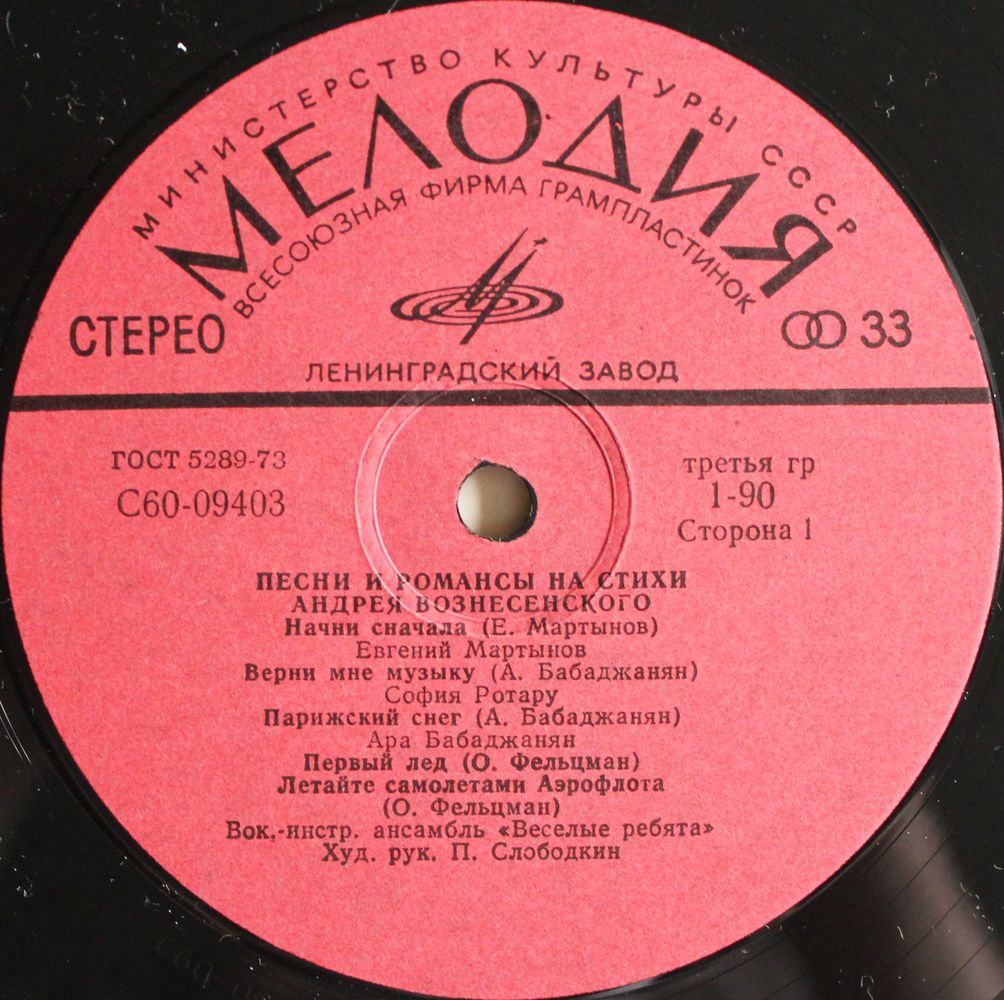 МИНИСТЕРСТВО КУЛЬТУРЫ СССР
МЕЛОДИЯ
ВСЕСОЮЗНАЯ ФИРМА ГРАМПЛАСТИНОК
СТЕРЕО
33
ЛЕНИНГРАДСКИЙ ЗАВОД
ГОСТ 5289-73
С60-09403
третья гр
1-90
Сторона 1
ПЕСНИ И РОМАНСЫ НА СТИХИ
АНДРЕЯ ВОЗНЕСЕНСКОГО
Начни сначала (Е. Мартынов)
Евгений Мартынов
Верни мне музыку (А. Бабаджанян)
София Ротару
Парижский снег (А. Бабаджанян)
Ара Бабаджанян
Первый лед (О. Фельцман)
Летайте самолетами Аэрофлота
(О. Фельцман)
Вок.-инстр. ансамбль «Веселые ребята»
Худ. рук. П. Слободкин